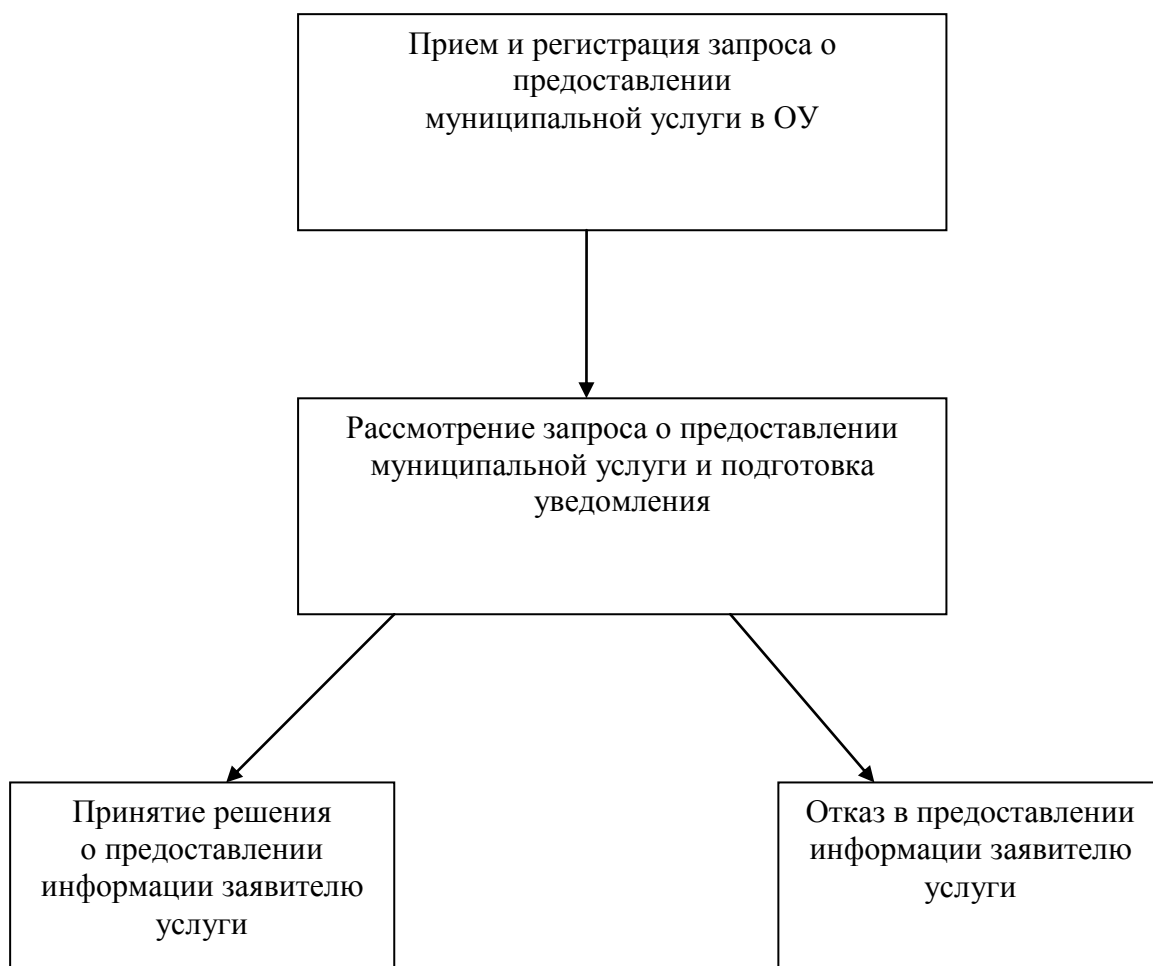 Прием и регистрация запроса о
предоставлении
муниципальной услуги в ОУ
Рассмотрение запроса о предоставлении
муниципальной услуги и подготовка
уведомления
Принятие решения
о предоставлении
информации заявителю
услуги
Отказ в предоставлении
информации заявителю
услуги